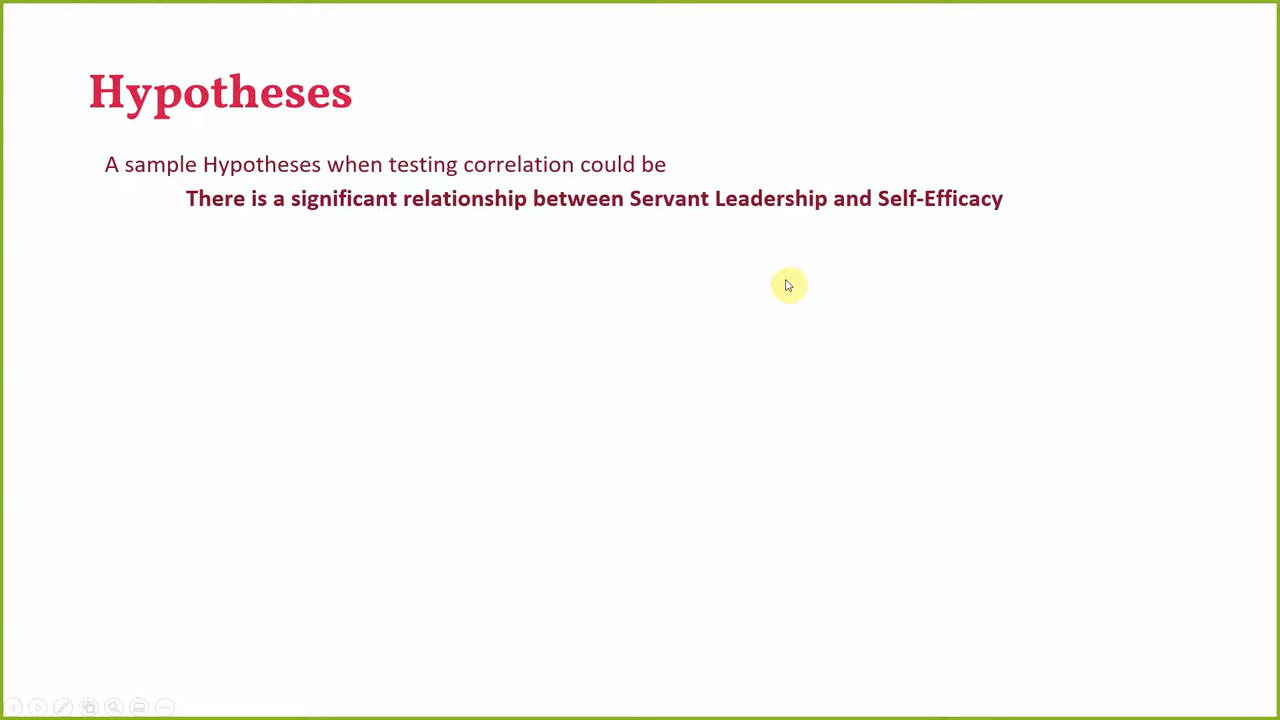 Hypotheses
A sample Hypotheses when testing correlation could be
There is a significant relationship between Servant Leadership and Self-Efficacy